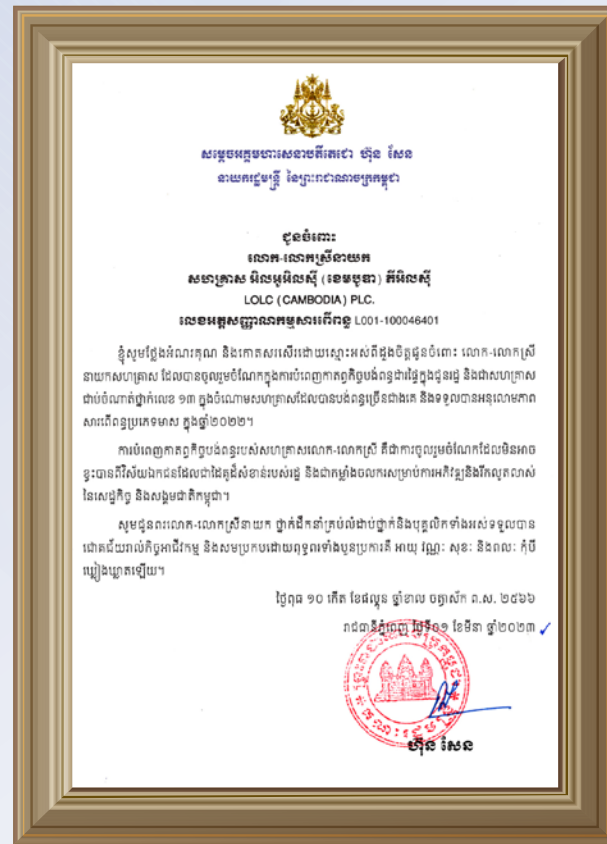 សម្តេចអគ្គមហាសេនាបតីតេជោ ហ៊ុន សែន
នាយករដ្ឋមន្ត្រី នៃព្រះរាជាណាចក្រកម្ពុជា
ជូនចំពោះ
លោក-លោកស្រីនាយក
សហគ្រាស អិលអូអិលស៊ី (ខេមបូឌា) ភីអិលស៊ី
LOLC (CAMBODIA) PLC.
លេខអត្តសញ្ញាណកម្មសារពើពន្ធ L001-100046401
ខ្ញុំសូមថ្លែងអំណរគុណ និងកោតសរសើរដោយស្មោះអស់ពីដួងចិត្តជូនចំពោះ លោក-លោកស្រី
នាយកសហគ្រាស ដែលបានចូលរួមចំណែកក្នុងការបំពេញកាតព្វកិច្ចបង់ពន្ធដារផ្ទៃក្នុងជូនរដ្ឋ និងជាសហគ្រាស
ជាប់ចំណាត់ថ្នាក់លេខ ១៣ ក្នុងចំណោមសហគ្រាសដែលបានបង់ពន្ធច្រើនជាងគេ និងទទួលបានអនុលោមភាព
សារពើពន្ធប្រភេទមាស ក្នុងឆ្នាំ២០២២។
ការបំពេញកាតព្វកិច្ចបង់ពន្ធរបស់សហគ្រាសលោក-លោកស្រី គឺជាការចូលរួមចំណែកដែលមិនអាច
ខ្វះបានពីវិស័យឯកជនដែលជាដៃគូដ៏សំខាន់របស់រដ្ឋ និងជាកម្លាំងចលករសម្រាប់ការអភិវឌ្ឍនិងរីកលូតលាស់
នៃសេដ្ឋកិច្ច និងសង្គមជាតិកម្ពុជា។
សូមជូនពរលោក-លោកស្រីនាយក ថ្នាក់ដឹកនាំគ្រប់លំដាប់ថ្នាក់និងបុគ្គលិកទាំងអស់ទទួលបាន
ជោគជ័យរាល់កិច្ចអាជីវកម្ម និងសមប្រកបដោយពុទ្ធពរទាំងបួនប្រការគឺ អាយុ វណ្ណៈ សុខៈ និងពលៈ កុំបី
ឃ្លៀងឃ្លាតឡើយ។
ថ្ងៃពុធ ១០ កើត ខែផល្គុន ឆ្នាំខាល ចត្វាស័ក ព.ស. ២៥៦៦
រាជធានីភ្នំពេញ ថ្ងៃទី០១ ខែមីនា ឆ្នាំ២០២៣
ហ៊ុន សែន